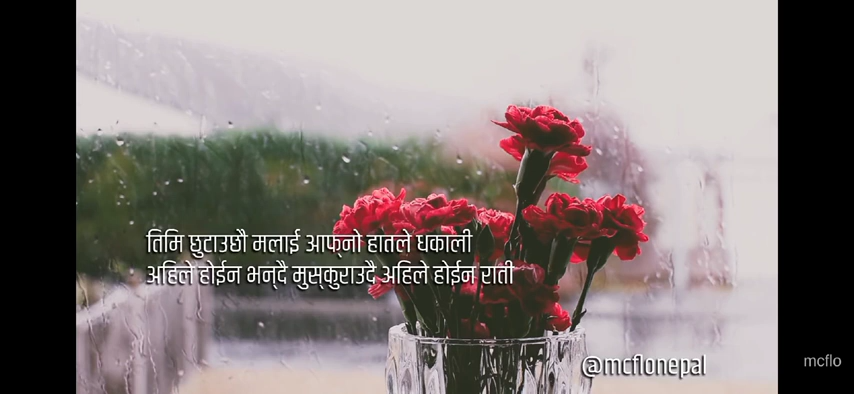 तिमि छुटाउछौ मलाई आफ्नो हातले धकाली
अहिले होईन भन्दै मुस्कुराउदै अहिले होईन राती
@mcflonepal
mcflo